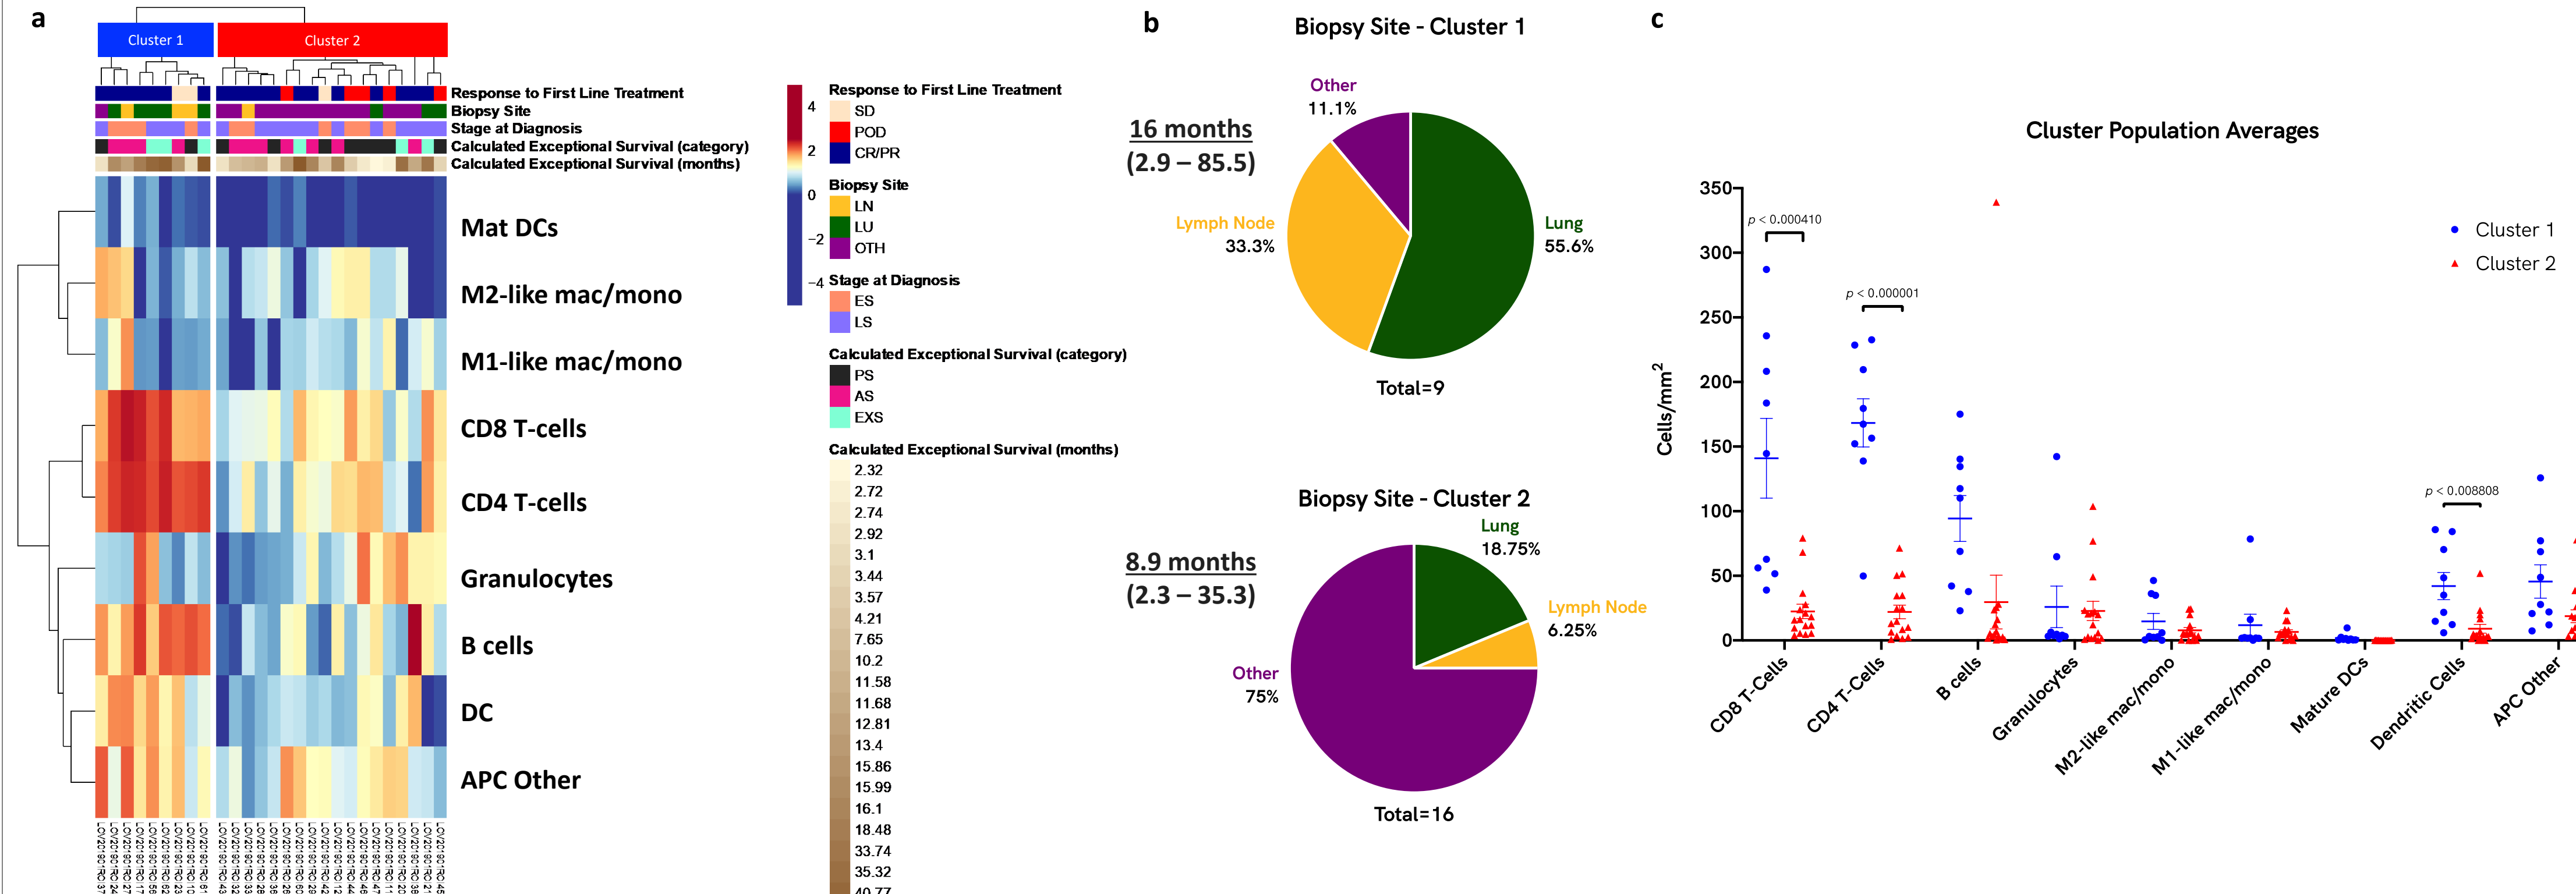 a
Cluster 1
Cluster 2
Response to First Line Treatment
Biopsy Site
Stage at Diagnosis
Calculated Exceptional Survival (category)
Calculated Exceptional Survival (months)
Mat DCs
M2-like mac/mono
M1-like mac/mono
CD8 T-cells
CD4 T-cells
Granulocytes
B cells
DC
APC Other
4
2
0
−2
−4
Response to First Line Treatment
SD
POD
CR/PR
Biopsy Site
LN
LU
OTH
Stage at Diagnosis
ES
LS
Calculated Exceptional Survival (category)
PS
AS
EXS
Calculated Exceptional Survival (months)
2.32
2.72
2.74
2.92
3.1
3.44
3.57
4.21
7.65
10.2
11.58
11.68
12.81
13.4
15.86
15.99
16.1
18.48
33.74
35.32
40.77
b
Biopsy Site - Cluster 1
16 months
(2.9 – 85.5)
Other
11.1%
Lymph Node
33.3%
Lung
55.6%
Total=9
Biopsy Site - Cluster 2
8.9 months
(2.3 – 35.3)
Lung
18.75%
Lymph Node
6.25%
Other
75%
Total=16
c
Cluster Population Averages
Cells/mm²
350
300
250
200
150
100
50
0
p < 0.000410
p < 0.000001
p < 0.008808
Cluster 1
Cluster 2
CD8 T-Cells
CD4 T-Cells
B cells
Granulocytes
M2-like mac/mono
M1-like mac/mono
Mature DCs
Dendritic Cells
APC Other